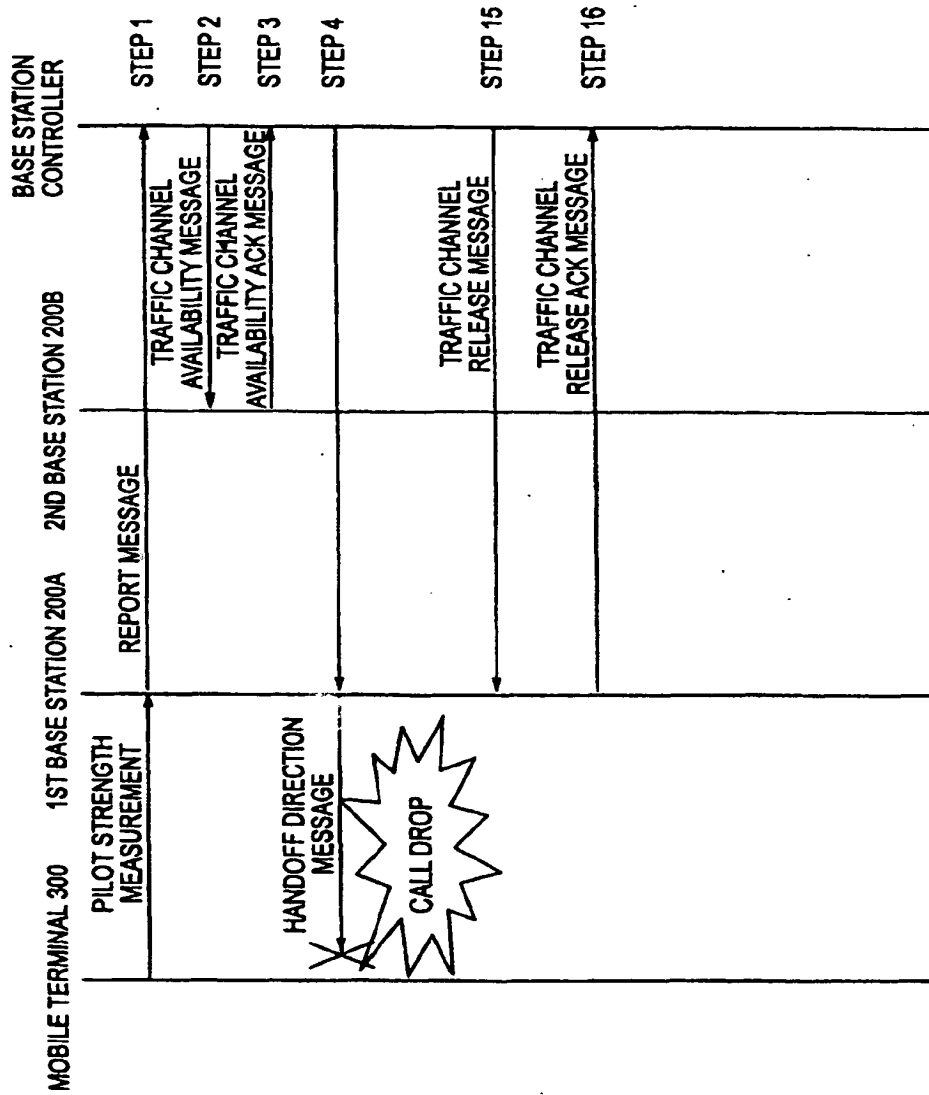 MOBILE TERMINAL 300
1ST BASE STATION 200A
2ND BASE STATION 200B
BASE STATION
CONTROLLER
PILOT STRENGTH
MEASUREMENT
REPORT MESSAGE
STEP 1
TRAFFIC CHANNEL
AVAILABILITY MESSAGE
STEP 2
TRAFFIC CHANNEL
AVAILABILITY ACK MESSAGE
STEP 3
HANDOFF DIRECTION
MESSAGE
STEP 4
CALL DROP
TRAFFIC CHANNEL
RELEASE MESSAGE
STEP 15
TRAFFIC CHANNEL
RELEASE ACK MESSAGE
STEP 16